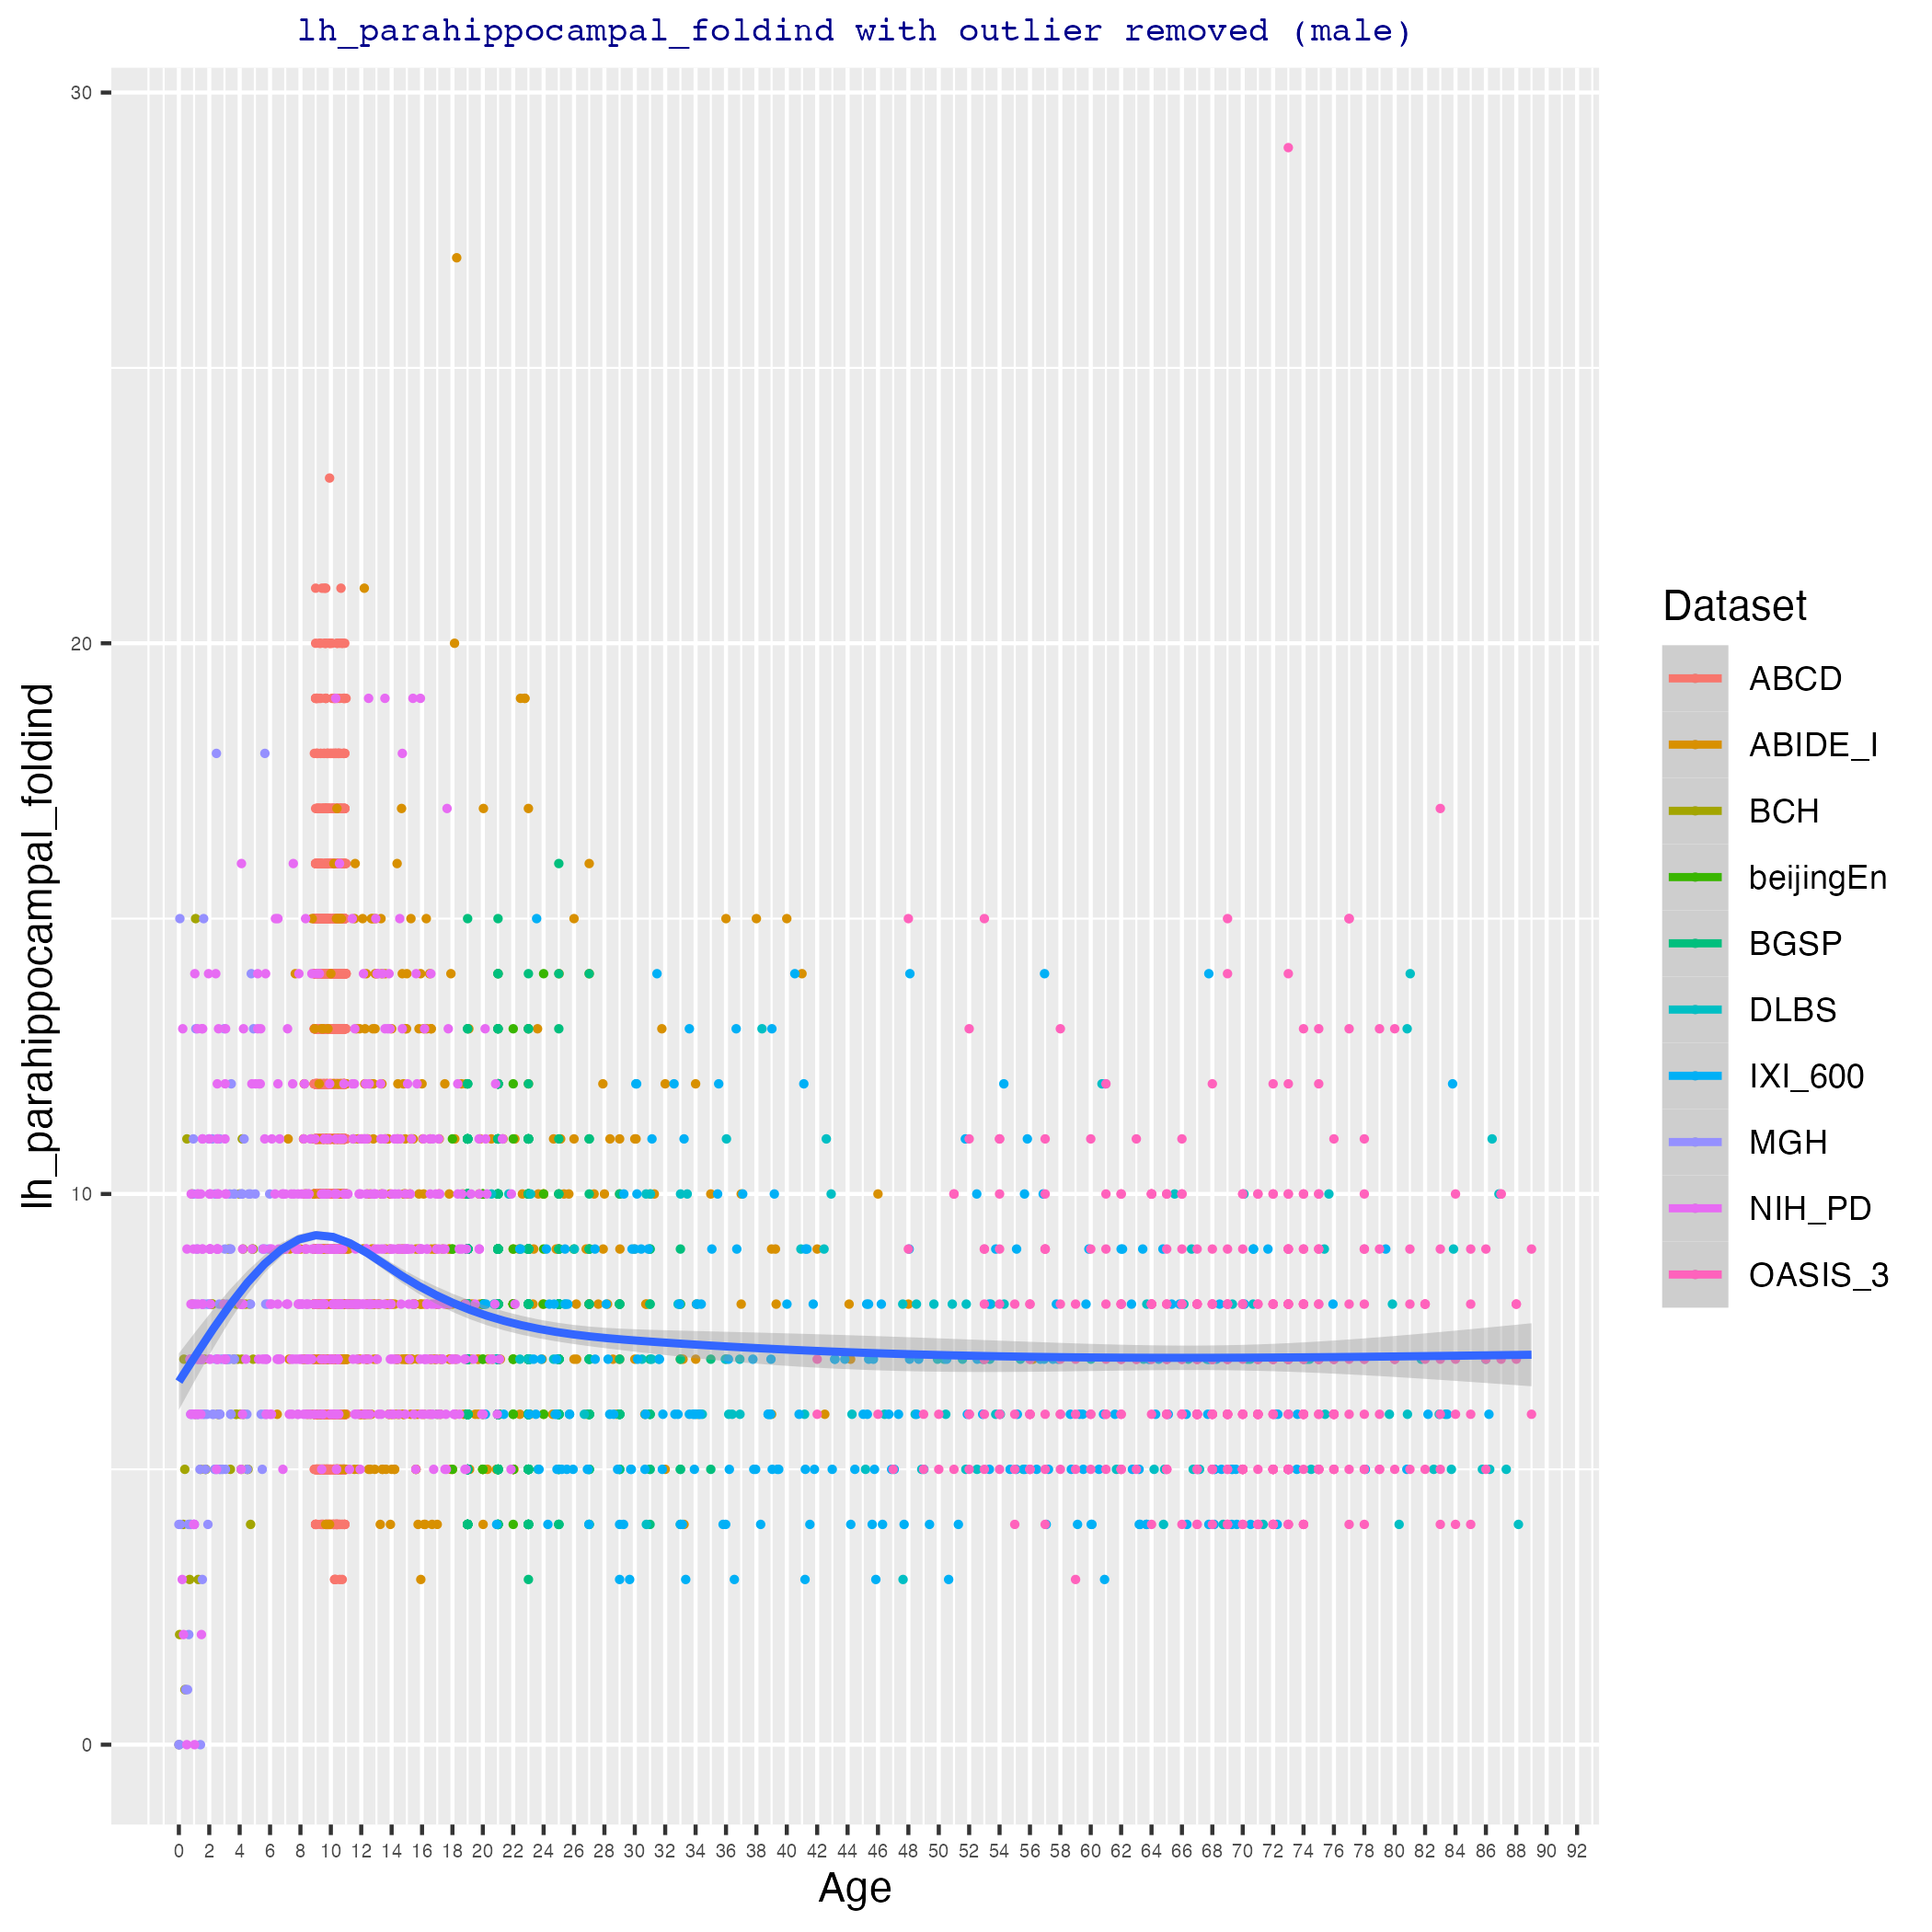 lh_parahippocampal_foldind with outlier removed (male)
30
20
10
0
lh_parahippocampal_foldind
0 2 4 6 8 10 12 14 16 18 20 22 24 26 28 30 32 34 36 38 40 42 44 46 48 50 52 54 56 58 60 62 64 66 68 70 72 74 76 78 80 82 84 86 88 90 92
Age
Dataset
ABCD
ABIDE_I
BCH
beijingEn
BGSP
DLBS
IXI_600
MGH
NIH_PD
OASIS_3